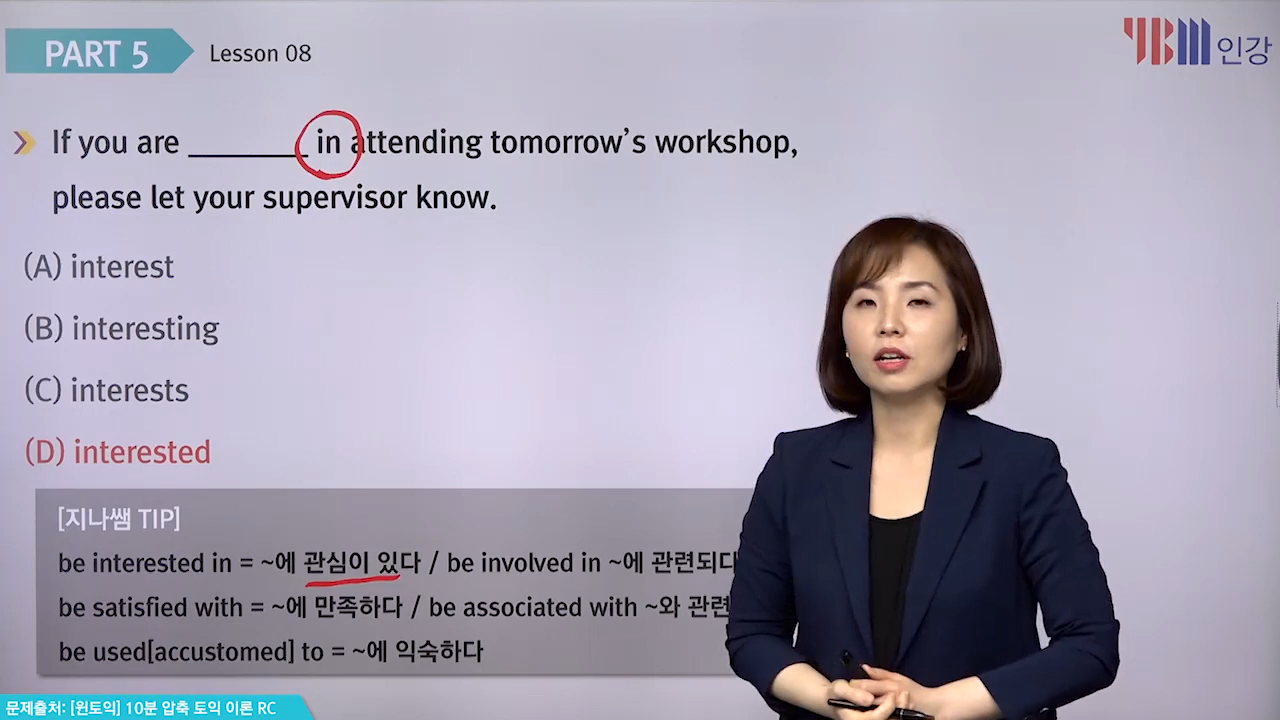 PART 5
Lesson 08
YBM 인강
If you are ________ in attending tomorrow's workshop,
please let your supervisor know.
(A) interest
(B) interesting
(C) interests
(D) interested
[지나쌤 TIP]
be interested in = ~에 관심이 있다 / be involved in ~에 관련되다
be satisfied with = ~에 만족하다 / be associated with ~와 관련
be used[accustomed] to = ~에 익숙하다
문제출처: [윈토익] 10분 압축 토익 이론 RC